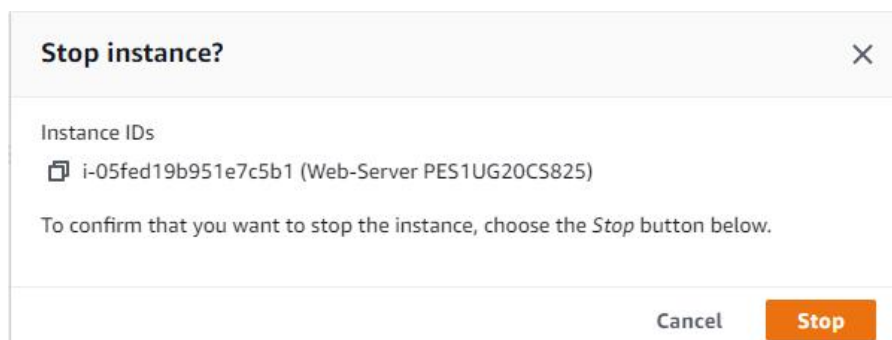 Stop instance?
Instance IDs
i-05fed19b951e7c5b1 (Web-Server PES1UG20CS825)
To confirm that you want to stop the instance, choose the Stop button below.
Cancel Stop